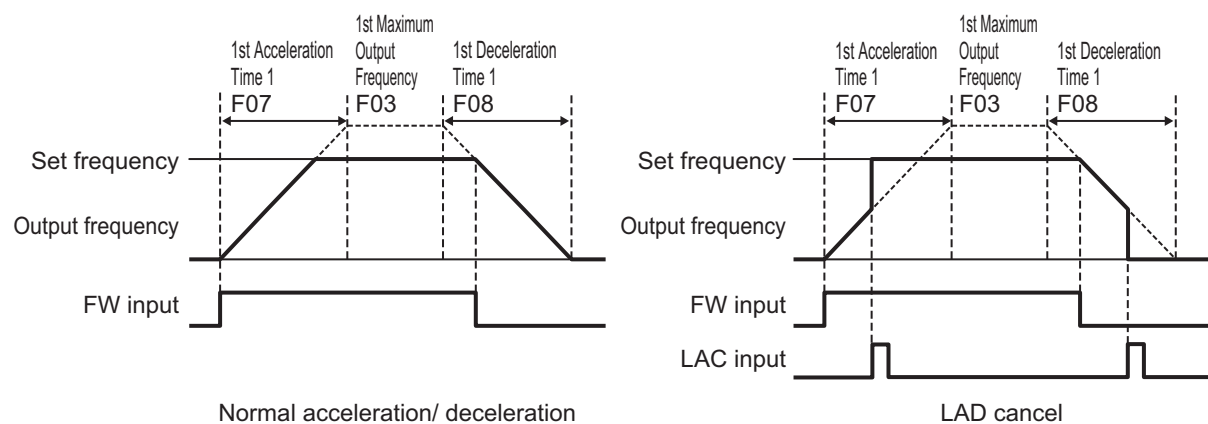 1st Acceleration
Time 1
F07
1st Maximum
Output
Frequency
F03
1st Deceleration
Time 1
F08
Set frequency
Output frequency
FW input
Normal acceleration/ deceleration
1st Acceleration
Time 1
F07
1st Maximum
Output
Frequency
F03
1st Deceleration
Time 1
F08
Set frequency
Output frequency
FW input
LAC input
LAD cancel